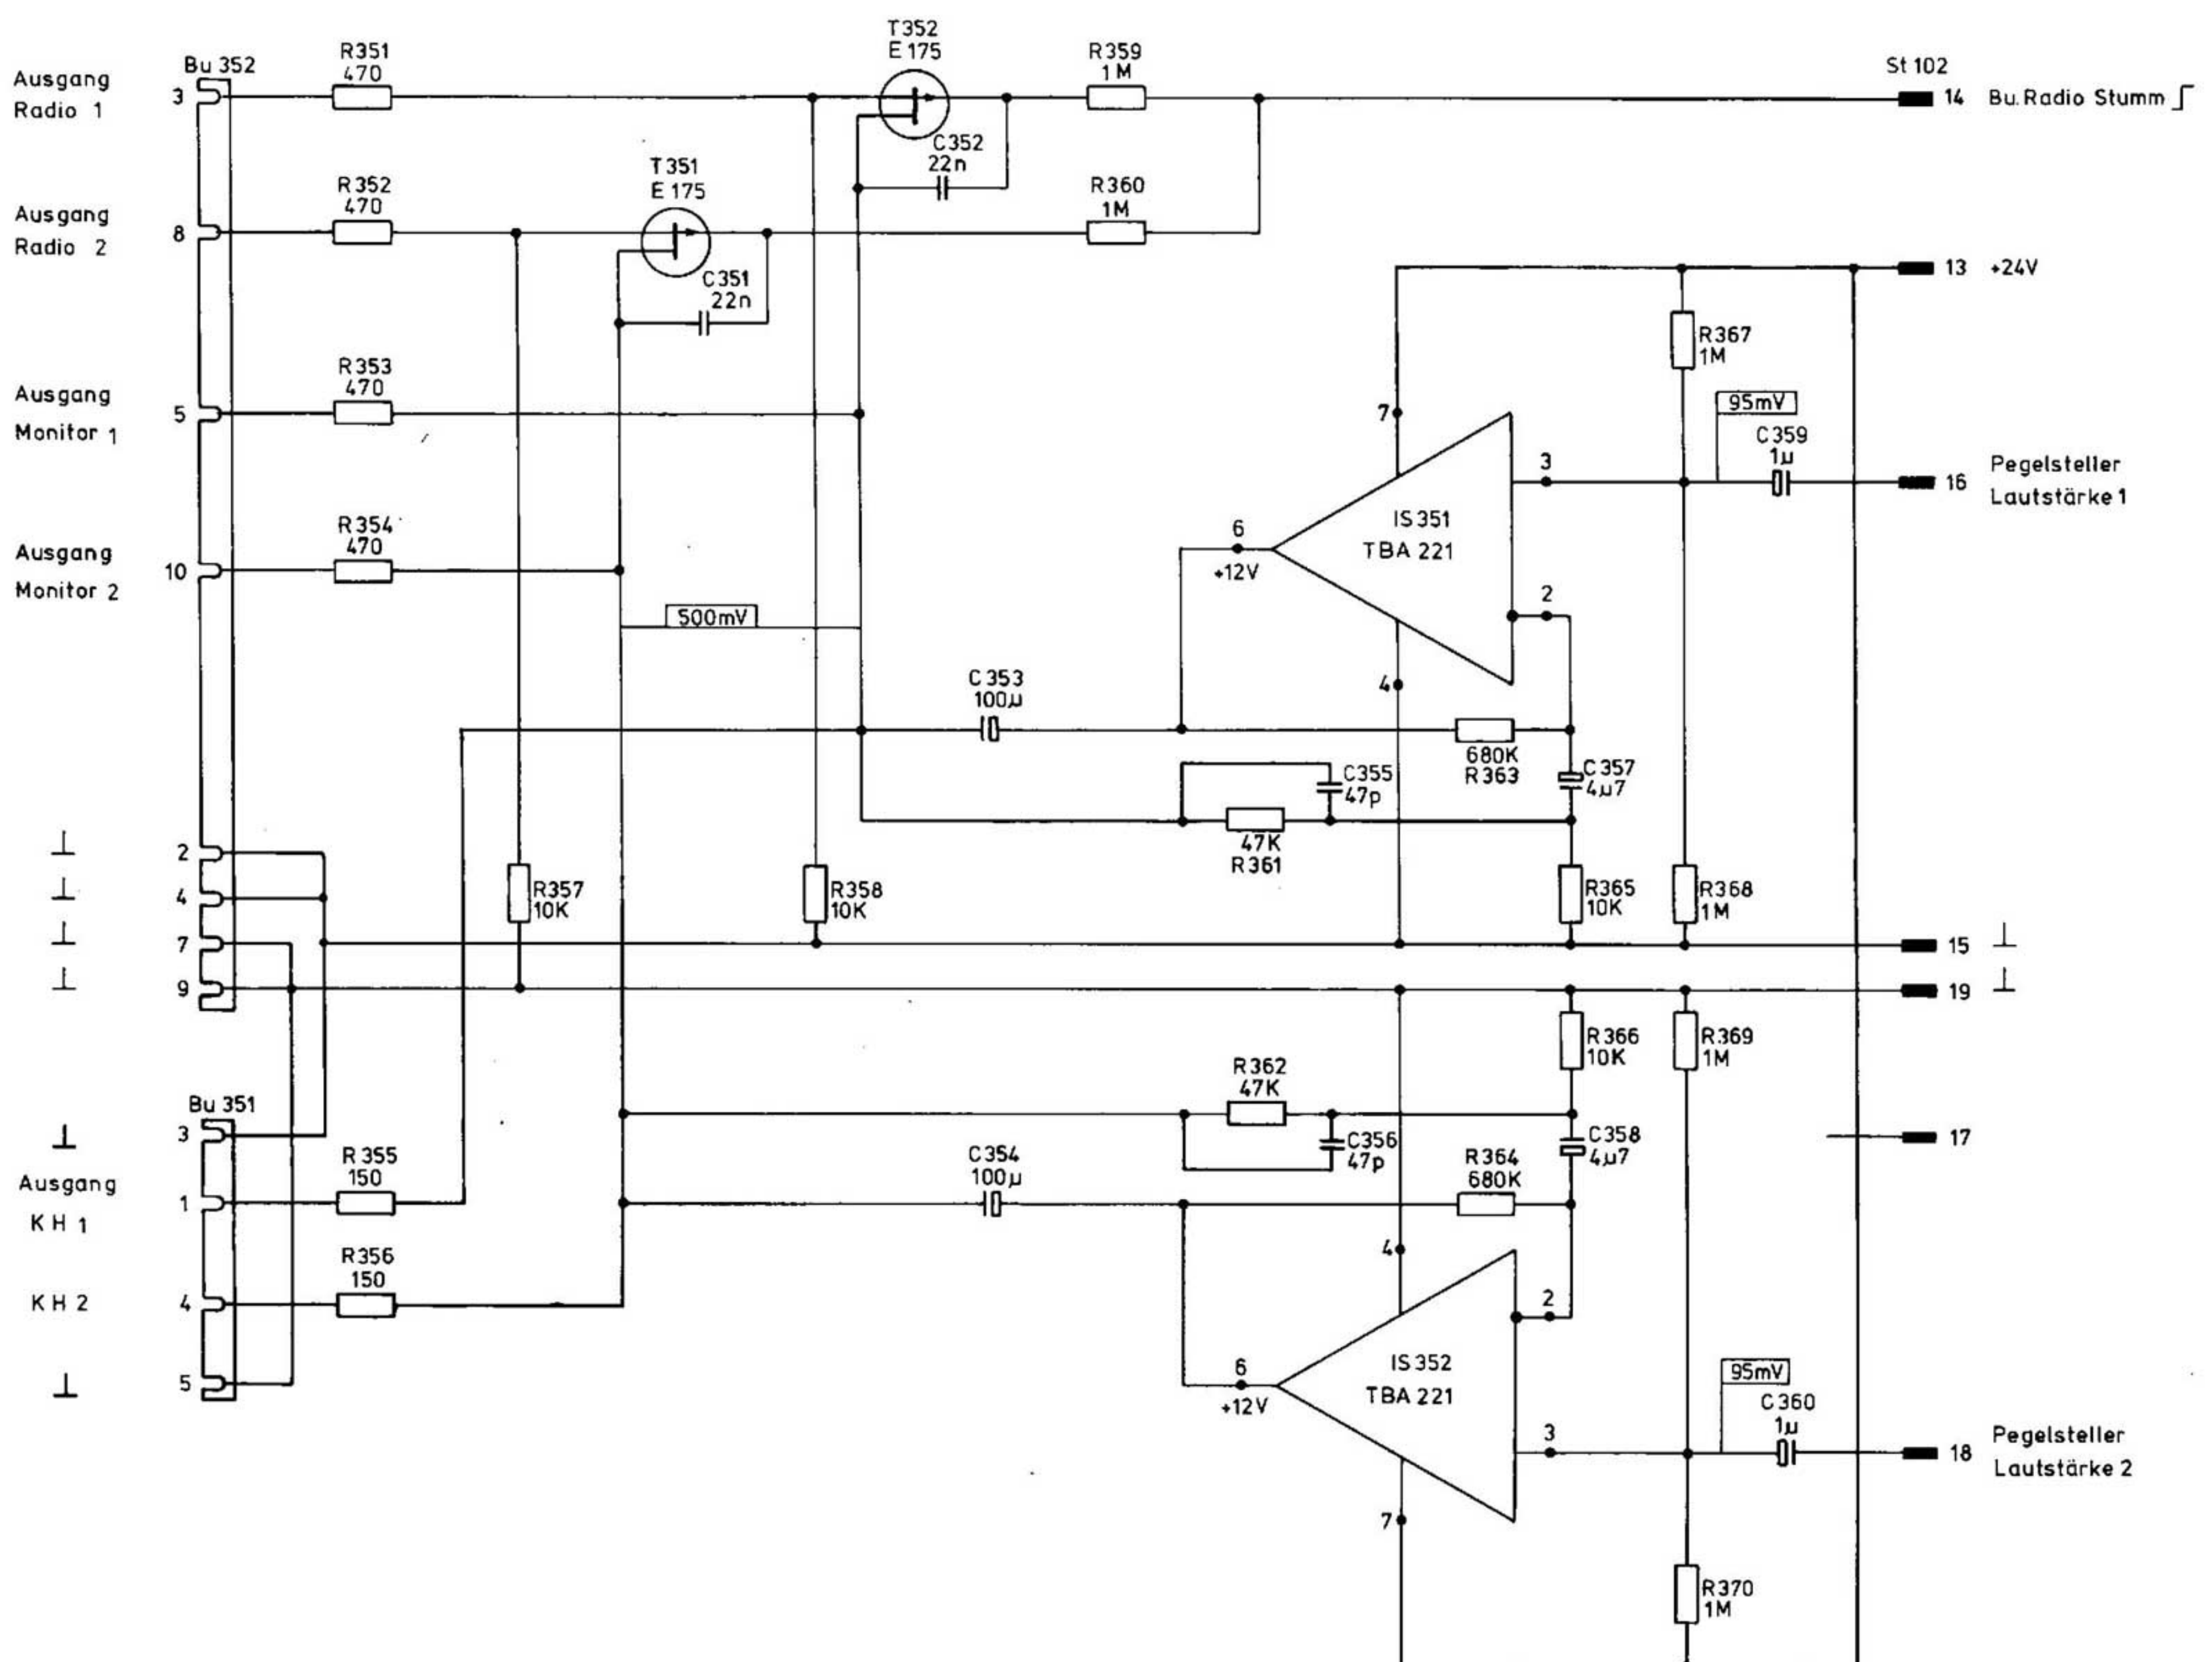 T352
E 175
R351
470
R359
1M
Bu 352
St 102
Ausgang
Radio 1
3
14 Bu. Radio Stumm
C352
22n
T351
E 175
R352
470
R360
1M
Ausgang
Radio 2
8
13 +24V
C351
22n
R367
1M
R353
470
Ausgang
Monitor 1
5
7
95mV
C359
1µ
3
Pegelsteller
Lautstärke 1
16
R354
470
IS351
TBA 221
6
+12V
Ausgang
Monitor 2
10
2
500mV
C353
100µ
4
680K
R363
C355
47p
C357
4µ7
47K
R361
⊥ 2
⊥ 4
⊥ 7
⊥ 9
R357
10K
R358
10K
R365
10K
R368
1M
15 ⊥
19 ⊥
R366
10K
R369
1M
R362
47K
Bu 351
⊥ 3
C356
47p
C358
4µ7
17
R355
150
C354
100µ
R364
680K
Ausgang
KH 1
1
4
R356
150
KH 2
4
2
⊥ 5
6
+12V
IS352
TBA 221
95mV
C360
1µ
3
18
Pegelsteller
Lautstärke 2
7
R370
1M